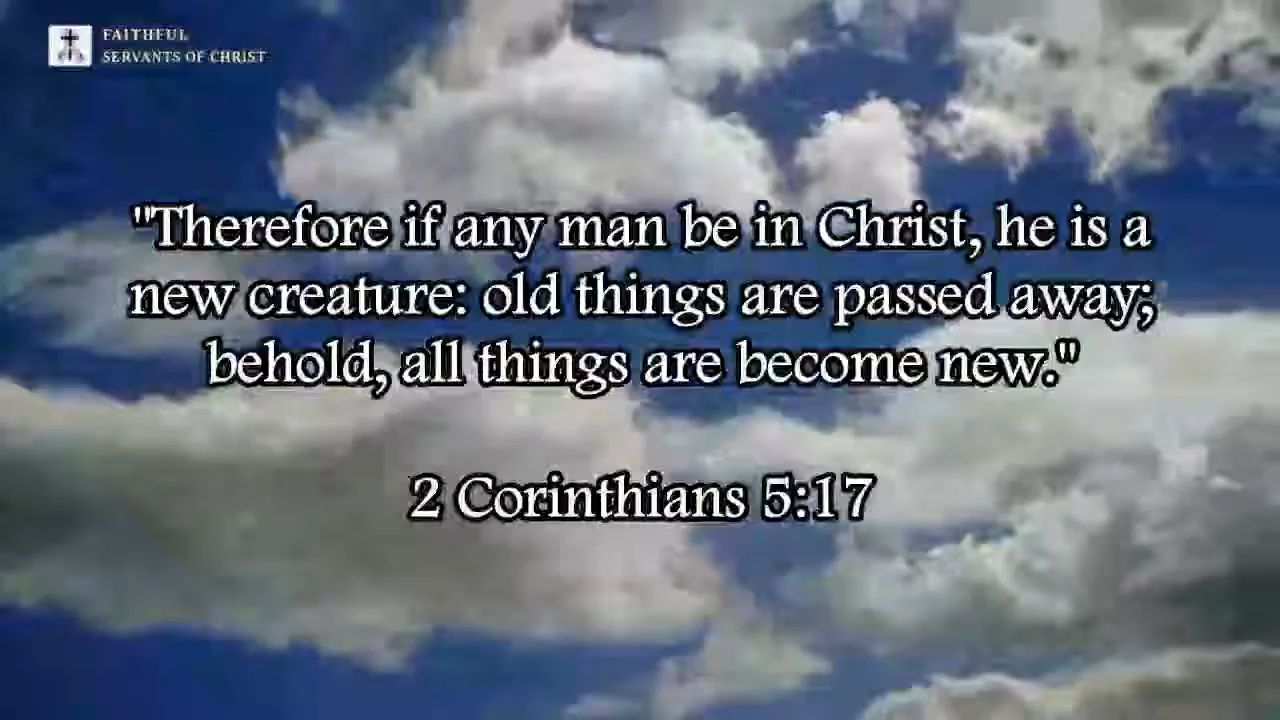 FAITHFUL
SERVANTS OF CHRIST
"Therefore if any man be in Christ, he is a
new creature: old things are passed away;
behold, all things are become new."
2 Corinthians 5:17